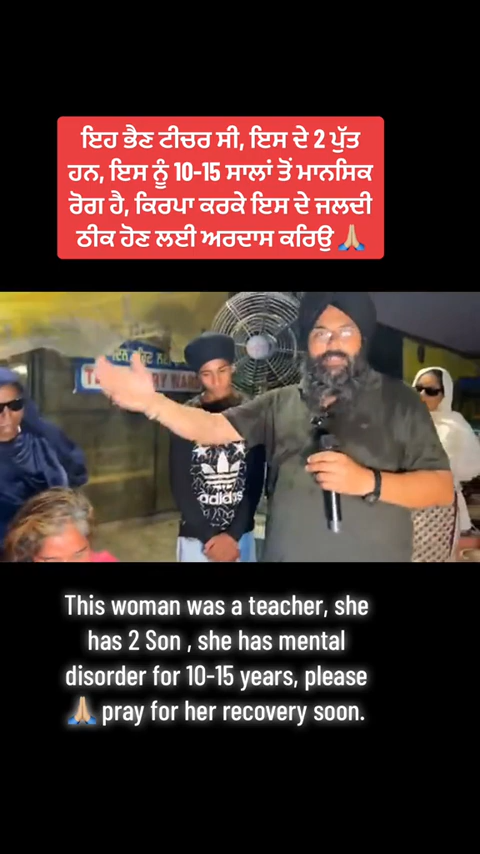 ਇਹ ਭੈਣ ਟੀਚਰ ਸੀ, ਇਸ ਦੇ 2 ਪੁੱਤ
ਹਨ, ਇਸ ਨੂੰ 10-15 ਸਾਲਾਂ ਤੋਂ ਮਾਨਸਿਕ
ਰੋਗ ਹੈ, ਕਿਰਪਾ ਕਰਕੇ ਇਸ ਦੇ ਜਲਦੀ
ਠੀਕ ਹੋਣ ਲਈ ਅਰਦਾਸ ਕਰਿਉ 🙏🏼
adidas
This woman was a teacher, she
has 2 Son , she has mental
disorder for 10-15 years, please
🙏🏼 pray for her recovery soon.